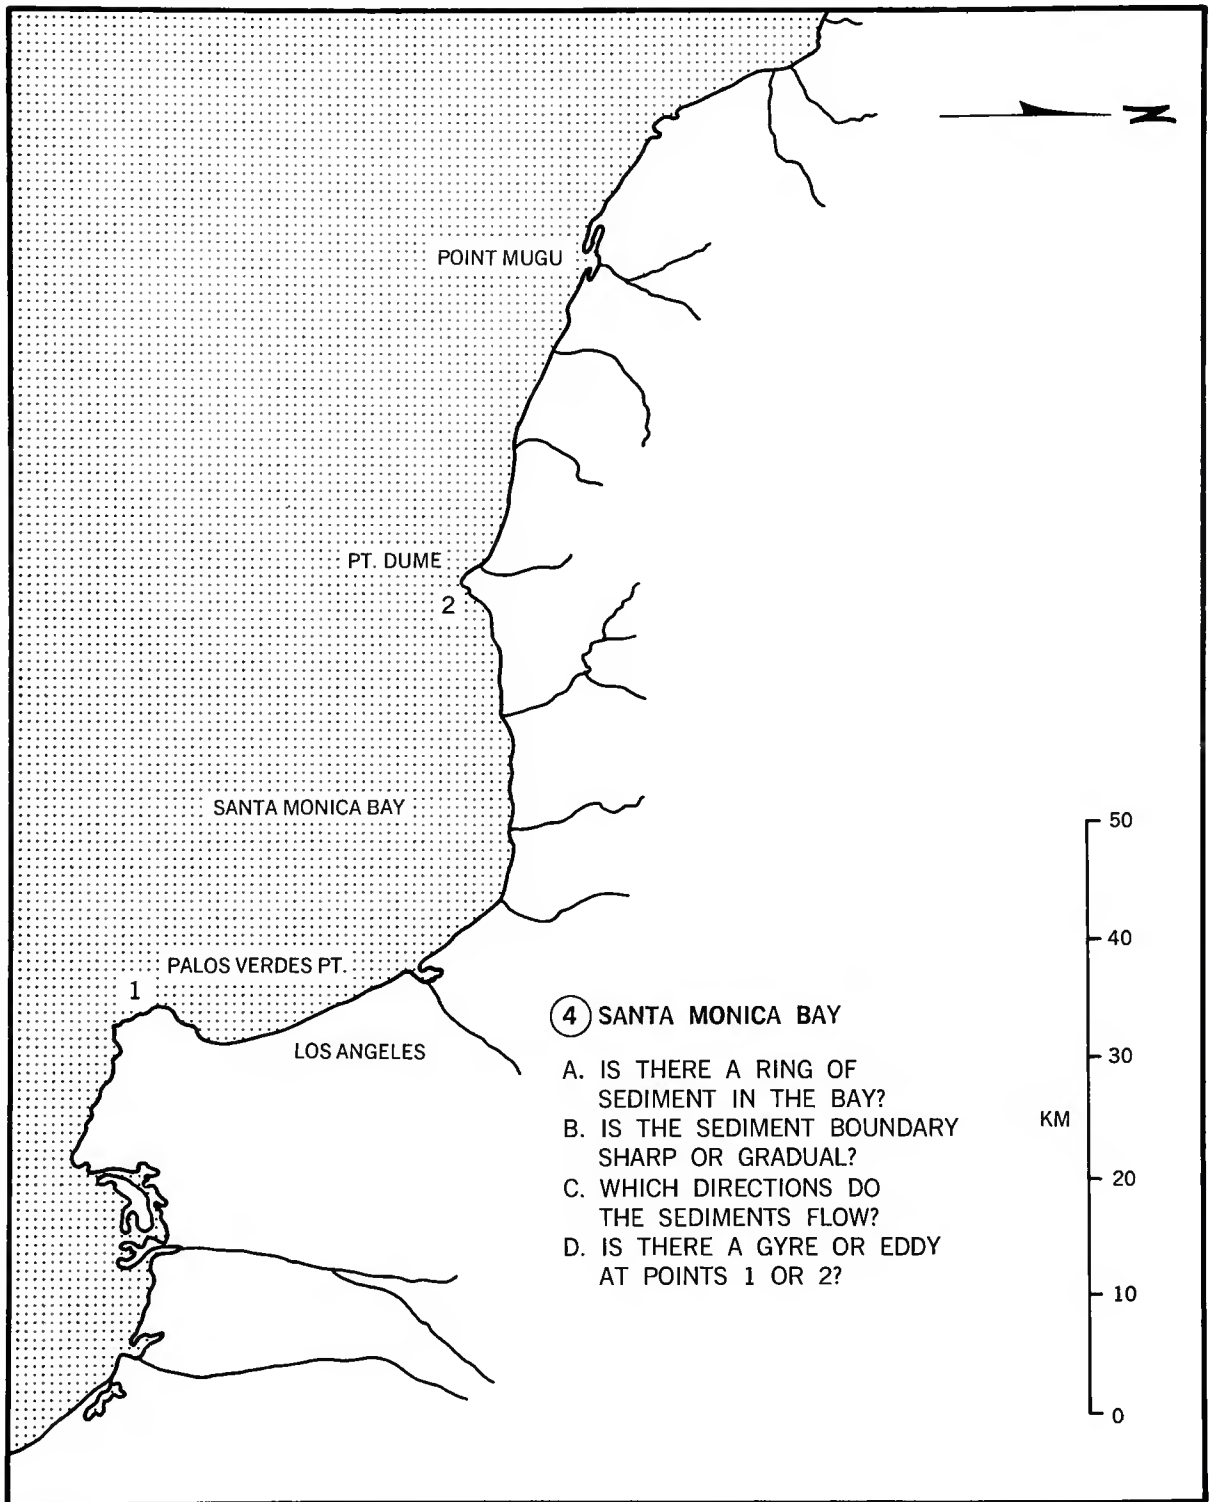 N
POINT MUGU
PT. DUME
2
SANTA MONICA BAY
PALOS VERDES PT.
1
LOS ANGELES
4 SANTA MONICA BAY
A. IS THERE A RING OF
SEDIMENT IN THE BAY?
B. IS THE SEDIMENT BOUNDARY
SHARP OR GRADUAL?
C. WHICH DIRECTIONS DO
THE SEDIMENTS FLOW?
D. IS THERE A GYRE OR EDDY
AT POINTS 1 OR 2?
50
40
30
KM
20
10
0